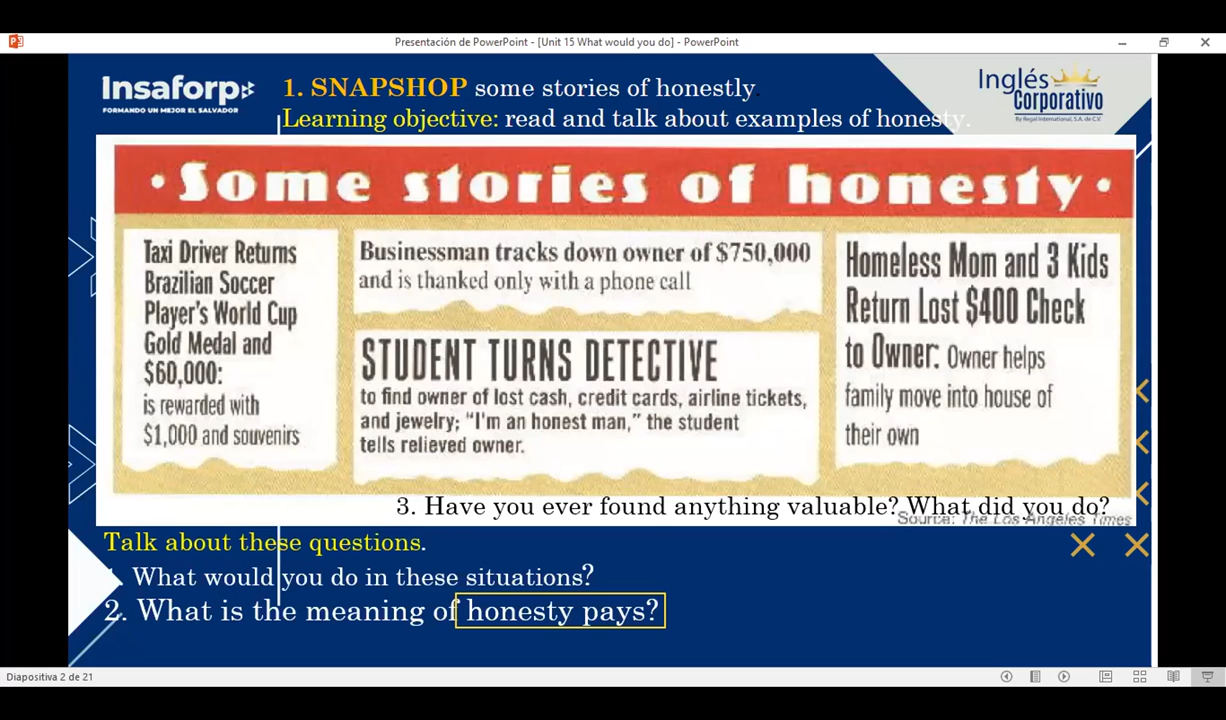 Presentación de PowerPoint - [Unit 15 What would you do] - PowerPoint
Insaforp
FORMANDO UN MEJOR EL SALVADOR
1. SNAPSHOP some stories of honestly.
Learning objective: read and talk about examples of honesty.
Inglés
Corporativo
By Regal International, S.A. de C.V.
• Some stories of honesty •
Taxi Driver Returns
Brazilian Soccer
Player's World Cup
Gold Medal and
$60,000:
is rewarded with
$1,000 and souvenirs
Businessman tracks down owner of $750,000
and is thanked only with a phone call
STUDENT TURNS DETECTIVE
to find owner of lost cash, credit cards, airline tickets,
and jewelry; "I'm an honest man," the student
tells relieved owner.
Homeless Mom and 3 Kids
Return Lost $400 Check
to Owner: Owner helps
family move into house of
their own
3. Have you ever found anything valuable? What did you do?
Source: The Los Angeles Times
Talk about these questions.
. What would you do in these situations?
2. What is the meaning of honesty pays?
Diapositiva 2 de 21